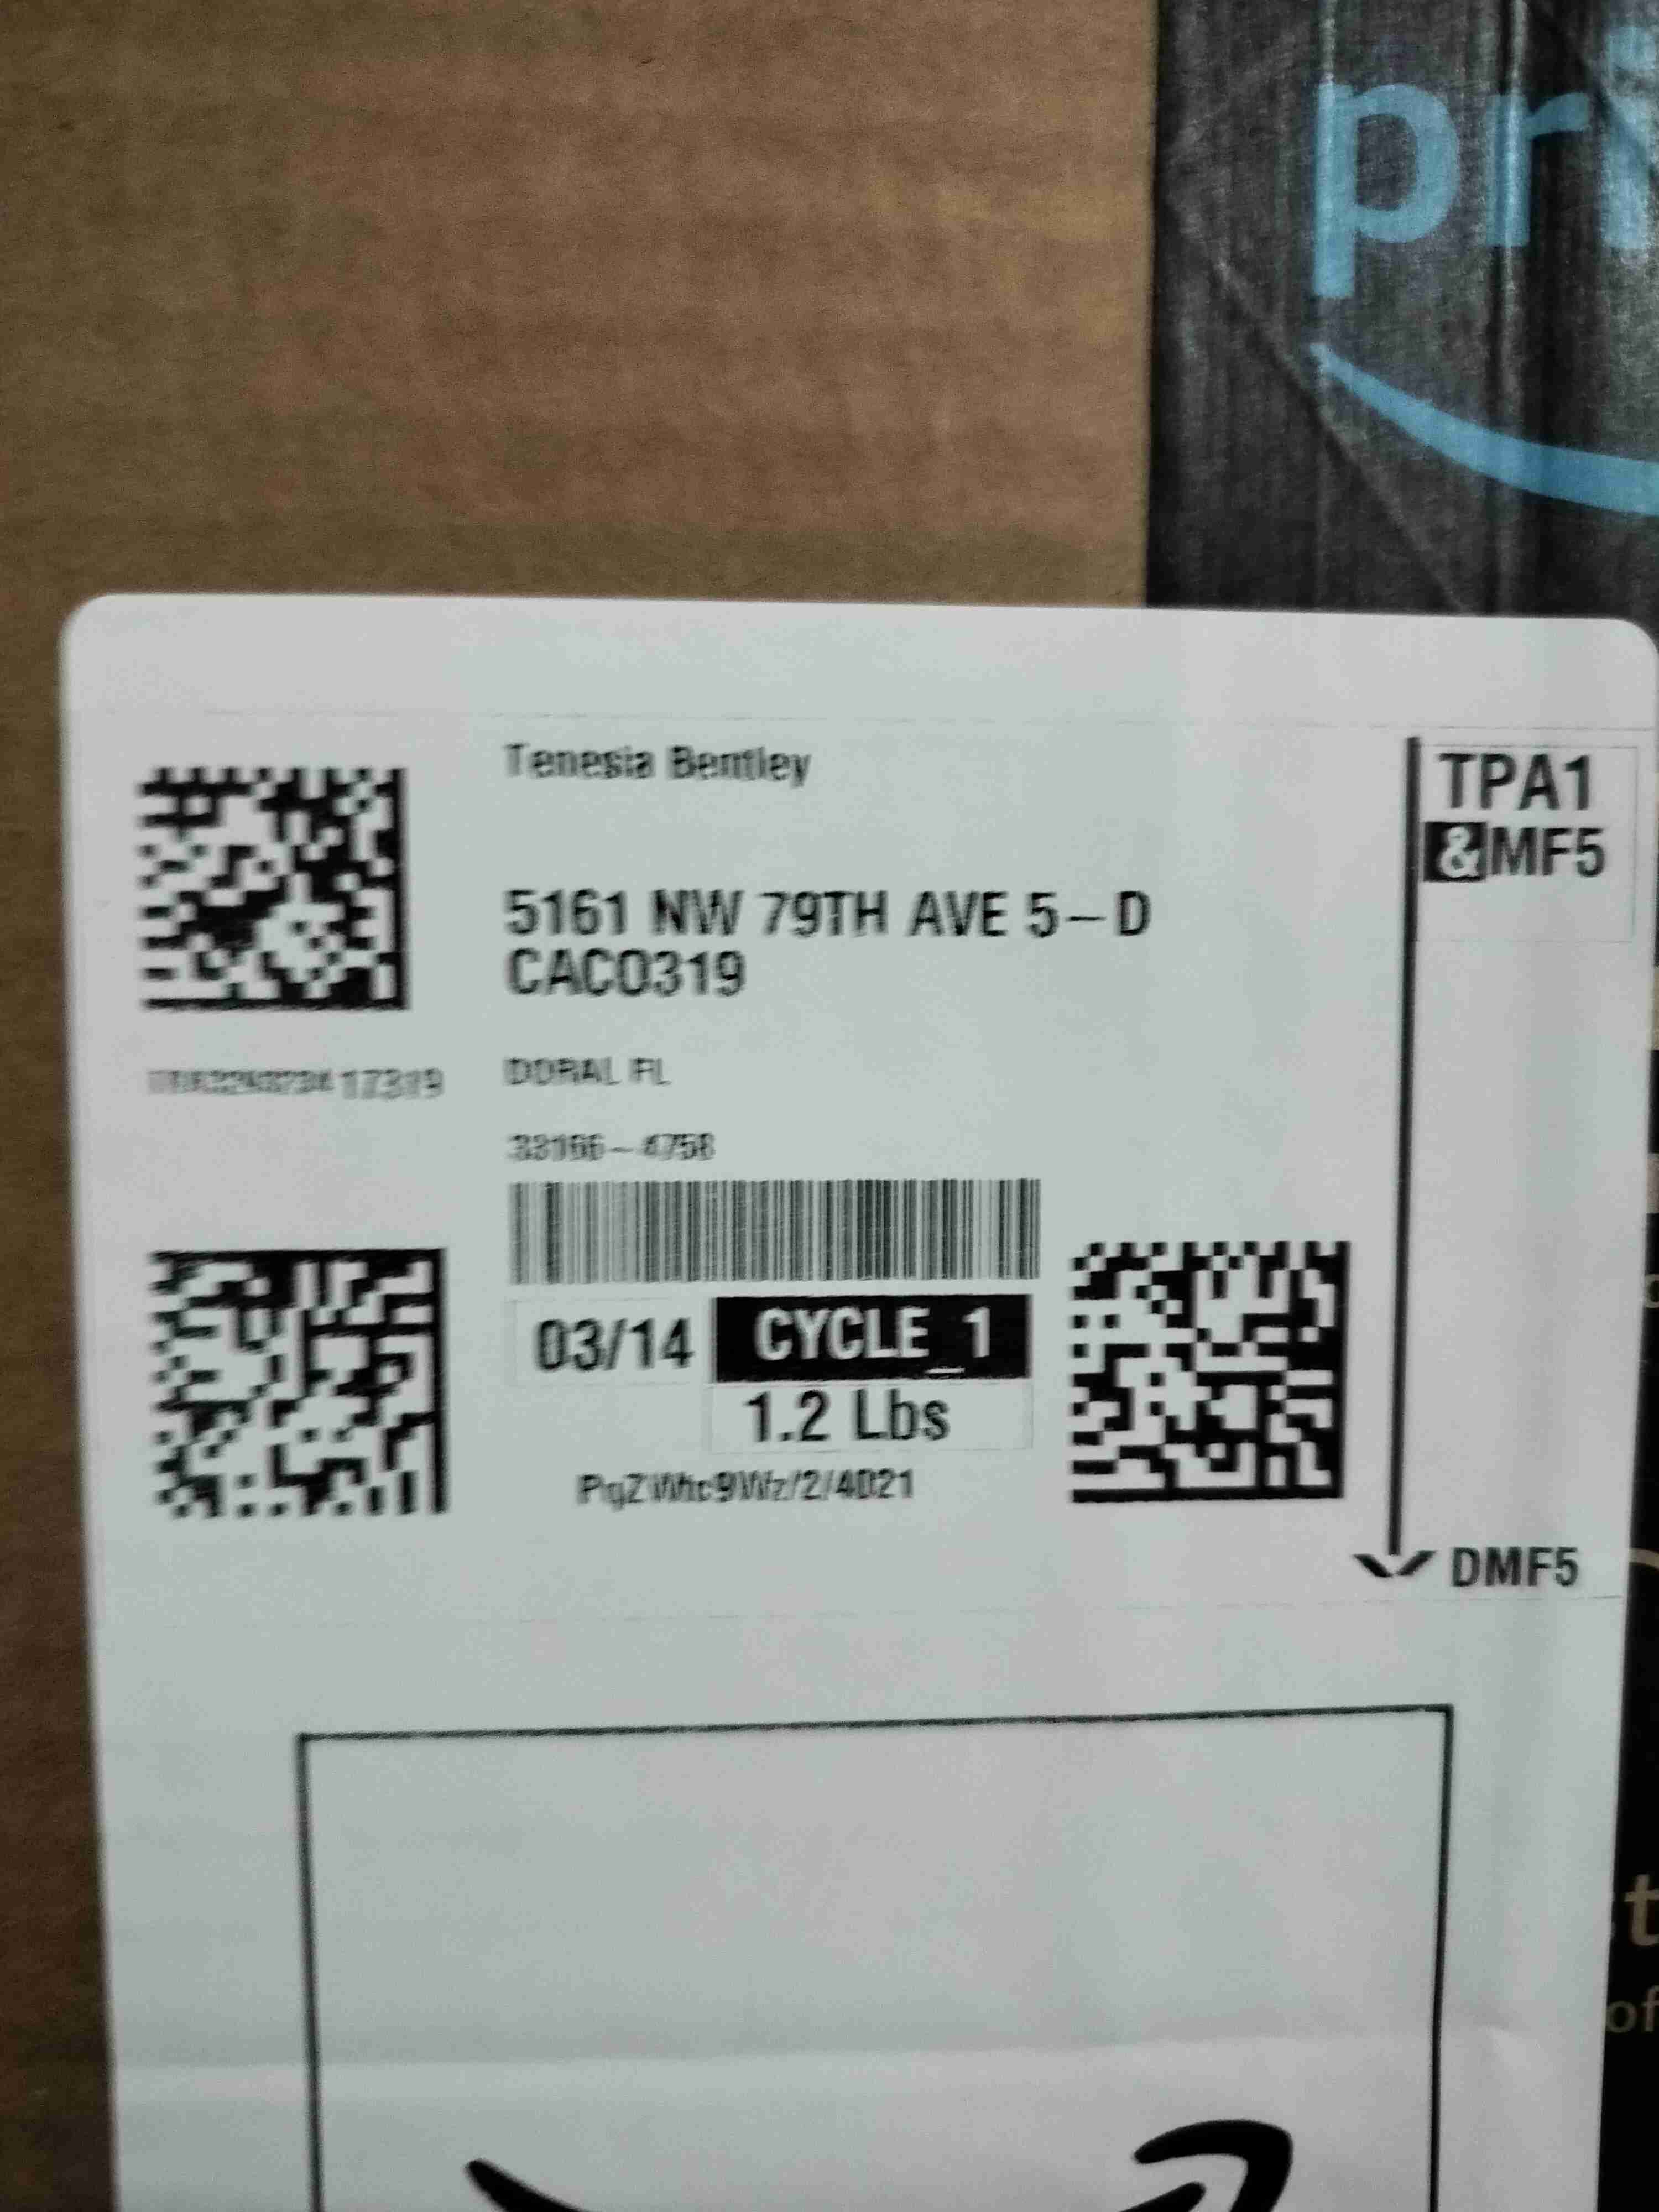 Tenesia Bentley
TPA1
&MF5
5161 NW 79TH AVE 5-D
CAC0319
DORAL FL
33166-4758
03/14 CYCLE_1
1.2 Lbs
DMF5